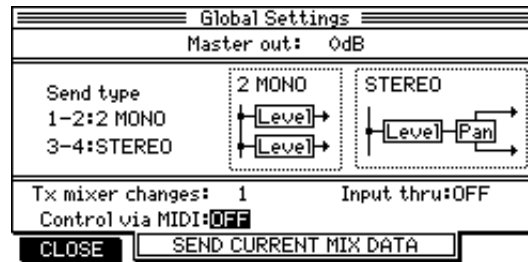 Global Settings
Master out: 0dB
Send type
1-2:2 MONO
3-4:STEREO
2 MONO
Level
Level
STEREO
Level Pan
Tx mixer changes: 1 Input thru:OFF
Control via MIDI:OFF
CLOSE SEND CURRENT MIX DATA